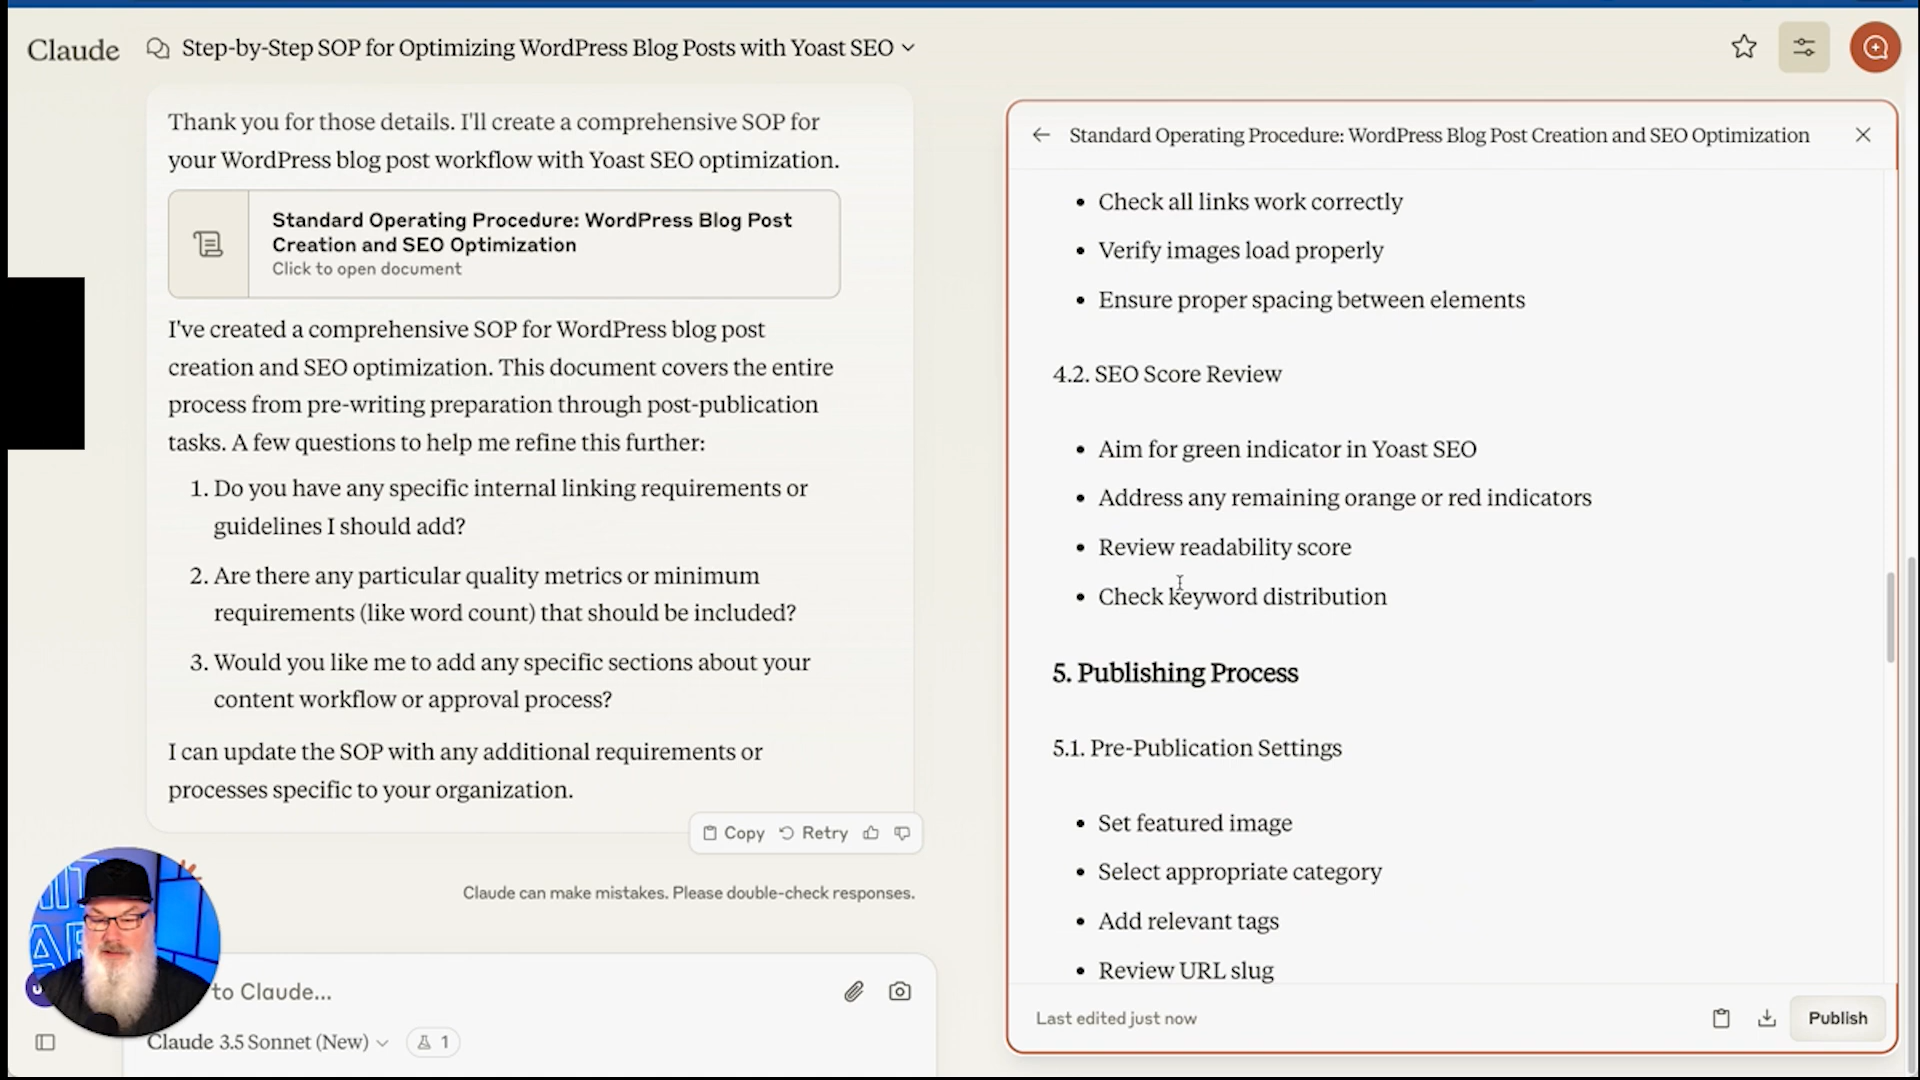 Claude
Step-by-Step SOP for Optimizing WordPress Blog Posts with Yoast SEO
Thank you for those details. I'll create a comprehensive SOP for
your WordPress blog post workflow with Yoast SEO optimization.
Standard Operating Procedure: WordPress Blog Post
Creation and SEO Optimization
Click to open document
I've created a comprehensive SOP for WordPress blog post
creation and SEO optimization. This document covers the entire
process from pre-writing preparation through post-publication
tasks. A few questions to help me refine this further:
1. Do you have any specific internal linking requirements or
guidelines I should add?
2. Are there any particular quality metrics or minimum
requirements (like word count) that should be included?
3. Would you like me to add any specific sections about your
content workflow or approval process?
I can update the SOP with any additional requirements or
processes specific to your organization.
Copy Retry
Claude can make mistakes. Please double-check responses.
to Claude...
Claude 3.5 Sonnet (New) 1
Standard Operating Procedure: WordPress Blog Post Creation and SEO Optimization
• Check all links work correctly
• Verify images load properly
• Ensure proper spacing between elements
4.2. SEO Score Review
• Aim for green indicator in Yoast SEO
• Address any remaining orange or red indicators
• Review readability score
• Check keyword distribution
5. Publishing Process
5.1. Pre-Publication Settings
• Set featured image
• Select appropriate category
• Add relevant tags
• Review URL slug
Last edited just now
Publish